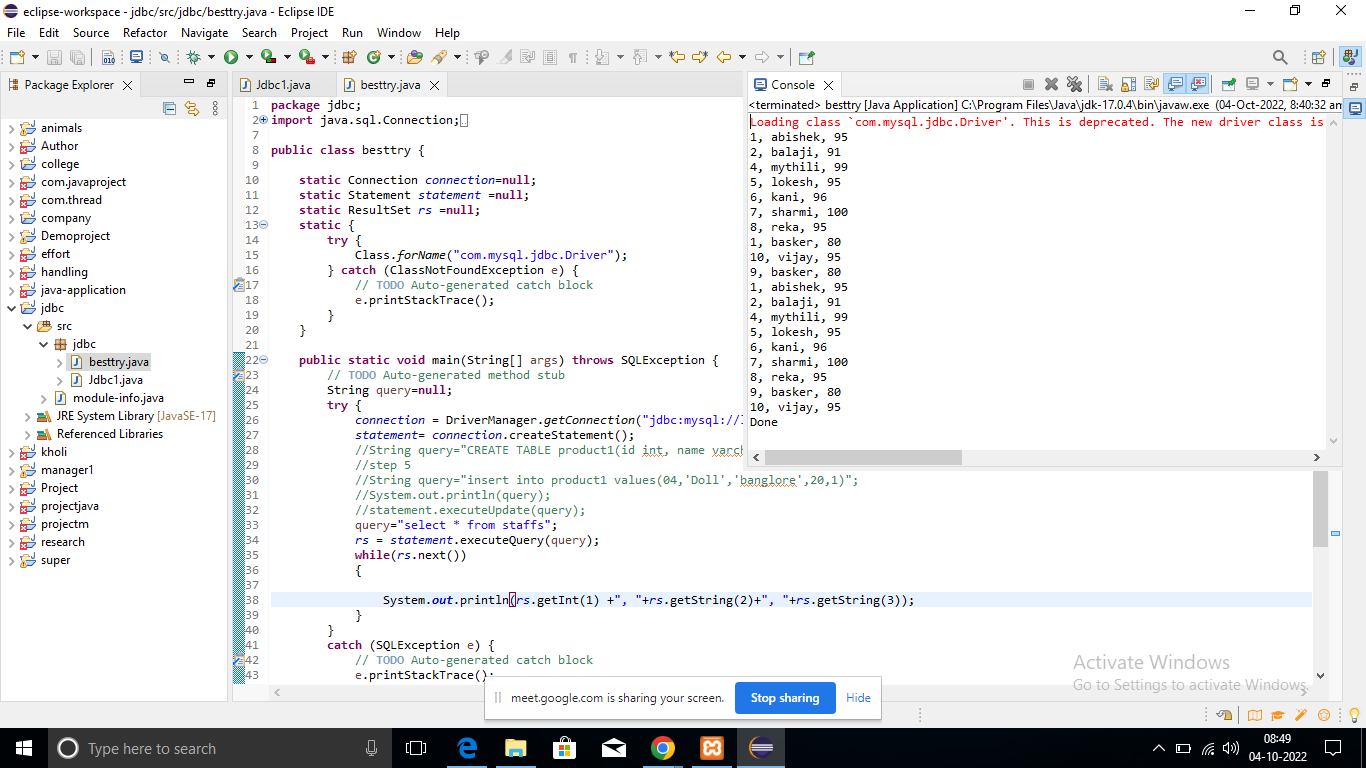 eclipse-workspace - jdbc/src/jdbc/besttry.java - Eclipse IDE
File Edit Source Refactor Navigate Search Project Run Window Help
Package Explorer
animals
Author
college
com.javaproject
com.thread
company
Demoproject
effort
handling
java-application
jdbc
src
jdbc
besttry.java
Jdbc1.java
module-info.java
JRE System Library [JavaSE-17]
Referenced Libraries
kholi
manager1
Project
projectjava
projectm
research
super
Jdbc1.java besttry.java
1 package jdbc;
2 import java.sql.Connection;
7
8 public class besttry {
9
10 static Connection connection=null;
11 static Statement statement =null;
12 static ResultSet rs =null;
13 static {
14 try {
15 Class.forName("com.mysql.jdbc.Driver");
16 } catch (ClassNotFoundException e) {
17 // TODO Auto-generated catch block
18 e.printStackTrace();
19 }
20 }
21
22 public static void main(String[] args) throws SQLException {
23 // TODO Auto-generated method stub
24 String query=null;
25 try {
26 connection = DriverManager.getConnection("jdbc:mysql://
27 statement= connection.createStatement();
28 //String query="CREATE TABLE product1(id int, name varch
29 //step 5
30 //String query="insert into product1 values(04,'Doll','banglore',20,1)";
31 //System.out.println(query);
32 //statement.executeUpdate(query);
33 query="select * from staffs";
34 rs = statement.executeQuery(query);
35 while(rs.next())
36 {
37
38 System.out.println(rs.getInt(1) +", "+rs.getString(2)+", "+rs.getString(3));
39 }
40 }
41 catch (SQLException e) {
42 // TODO Auto-generated catch block
43 e.printStackTrace();
Console
<terminated> besttry [Java Application] C:\Program Files\Java\jdk-17.0.4\bin\javaw.exe (04-Oct-2022, 8:40:32 am
Loading class `com.mysql.jdbc.Driver'. This is deprecated. The new driver class is
1, abishek, 95
2, balaji, 91
4, mythili, 99
5, lokesh, 95
6, kani, 96
7, sharmi, 100
8, reka, 95
1, basker, 80
10, vijay, 95
9, basker, 80
1, abishek, 95
2, balaji, 91
4, mythili, 99
5, lokesh, 95
6, kani, 96
7, sharmi, 100
8, reka, 95
9, basker, 80
10, vijay, 95
Done
Activate Windows
Go to Settings to activate Windows.
meet.google.com is sharing your screen. Stop sharing Hide
Type here to search
08:49
04-10-2022